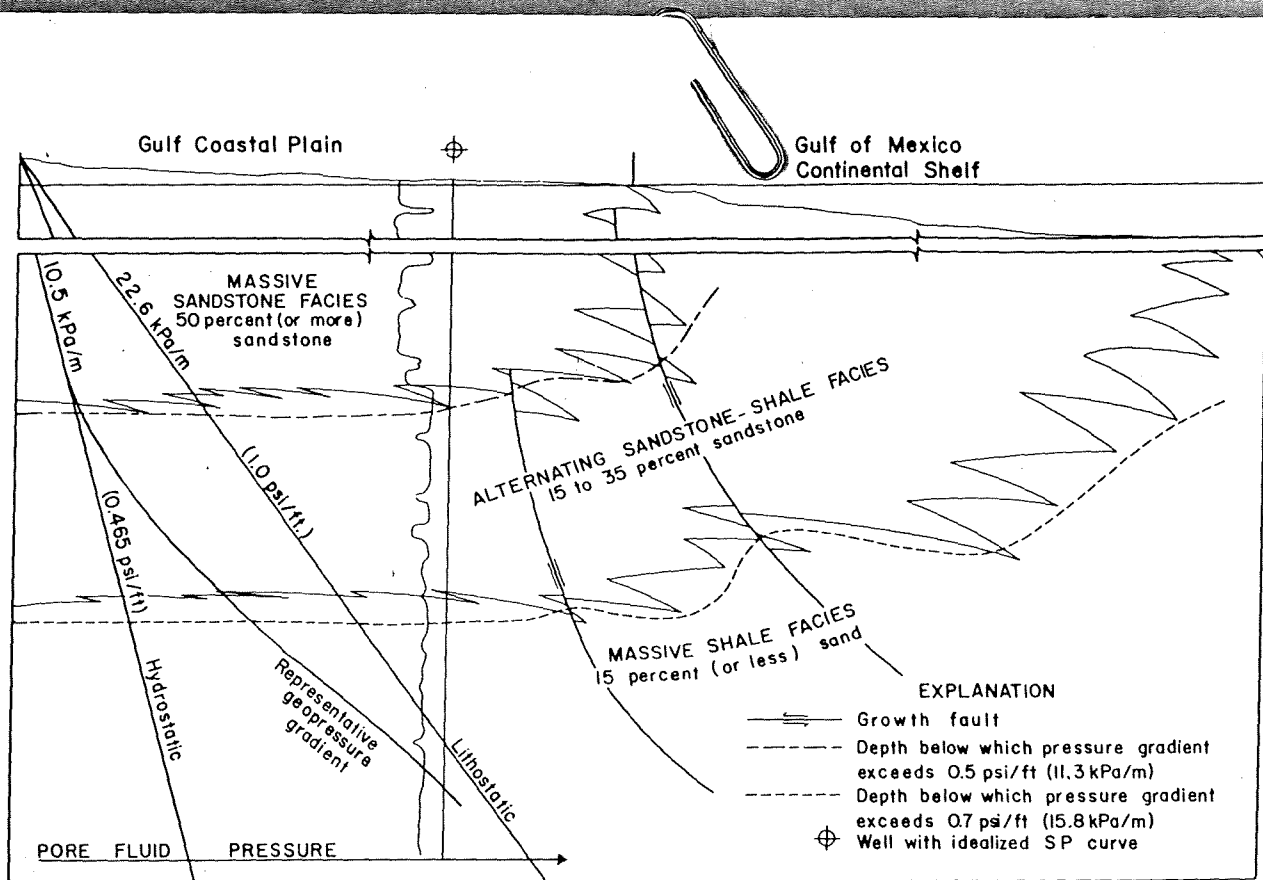 Gulf Coastal Plain
Gulf of Mexico
Continental Shelf
10.5 kPa/m
22.6 kPa/m
MASSIVE
SANDSTONE FACIES
50 percent (or more)
sandstone
(0.465 psi/ft)
(1.0 psi/ft.)
ALTERNATING SANDSTONE-SHALE FACIES
15 to 35 percent sandstone
MASSIVE SHALE FACIES
15 percent (or less) sand
Hydrostatic
Representative
geopressure
gradient
Lithostatic
PORE FLUID PRESSURE
EXPLANATION
Growth fault
Depth below which pressure gradient
exceeds 0.5 psi/ft (11.3 kPa/m)
Depth below which pressure gradient
exceeds 0.7 psi/ft (15.8 kPa/m)
Well with idealized SP curve